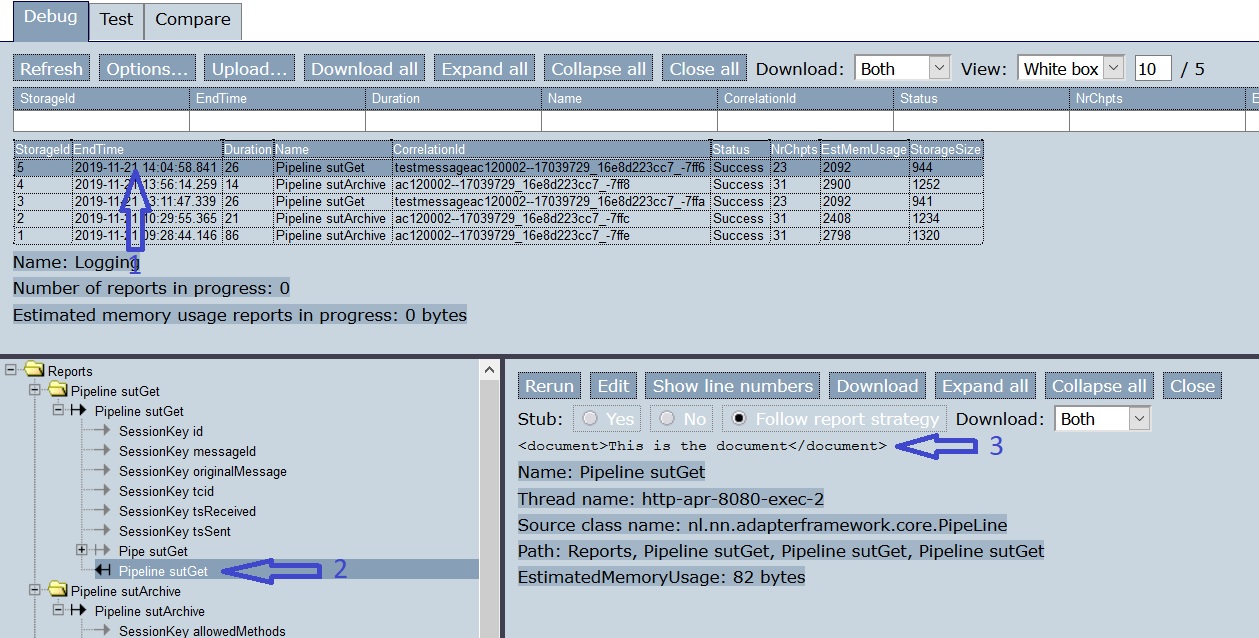 Debug Test Compare
Refresh Options... Upload... Download all Expand all Collapse all Close all Download: Both View: White box 10 / 5
StorageId EndTime Duration Name CorrelationId Status NrChpts E
StorageId EndTime Duration Name CorrelationId Status NrChpts EstMemUsage StorageSize
5 2019-11-21 14:04:58.841 26 Pipeline sutGet testmessageac120002--17039729_16e8d223cc7_-7ff6 Success 23 2092 944
4 2019-11-21 13:56:14.259 14 Pipeline sutArchive ac120002--17039729_16e8d223cc7_-7ff8 Success 31 2900 1252
3 2019-11-21 13:11:47.339 26 Pipeline sutGet testmessageac120002--17039729_16e8d223cc7_-7ffa Success 23 2092 941
2 2019-11-21 10:29:55.365 21 Pipeline sutArchive ac120002--17039729_16e8d223cc7_-7ffc Success 31 2408 1234
1 2019-11-21 09:28:44.146 86 Pipeline sutArchive ac120002--17039729_16e8d223cc7_-7ffe Success 31 2798 1320
Name: Logging
1
Number of reports in progress: 0
Estimated memory usage reports in progress: 0 bytes
Reports
Pipeline sutGet
Pipeline sutGet
SessionKey id
SessionKey messageId
SessionKey originalMessage
SessionKey tcid
SessionKey tsReceived
SessionKey tsSent
Pipe sutGet
Pipeline sutGet 2
Pipeline sutArchive
Pipeline sutArchive
SessionKey allowedMethods
Rerun Edit Show line numbers Download Expand all Collapse all Close
Stub: Yes No Follow report strategy Download: Both
<document>This is the document</document> 3
Name: Pipeline sutGet
Thread name: http-apr-8080-exec-2
Source class name: nl.nn.adapterframework.core.PipeLine
Path: Reports, Pipeline sutGet, Pipeline sutGet, Pipeline sutGet
EstimatedMemoryUsage: 82 bytes